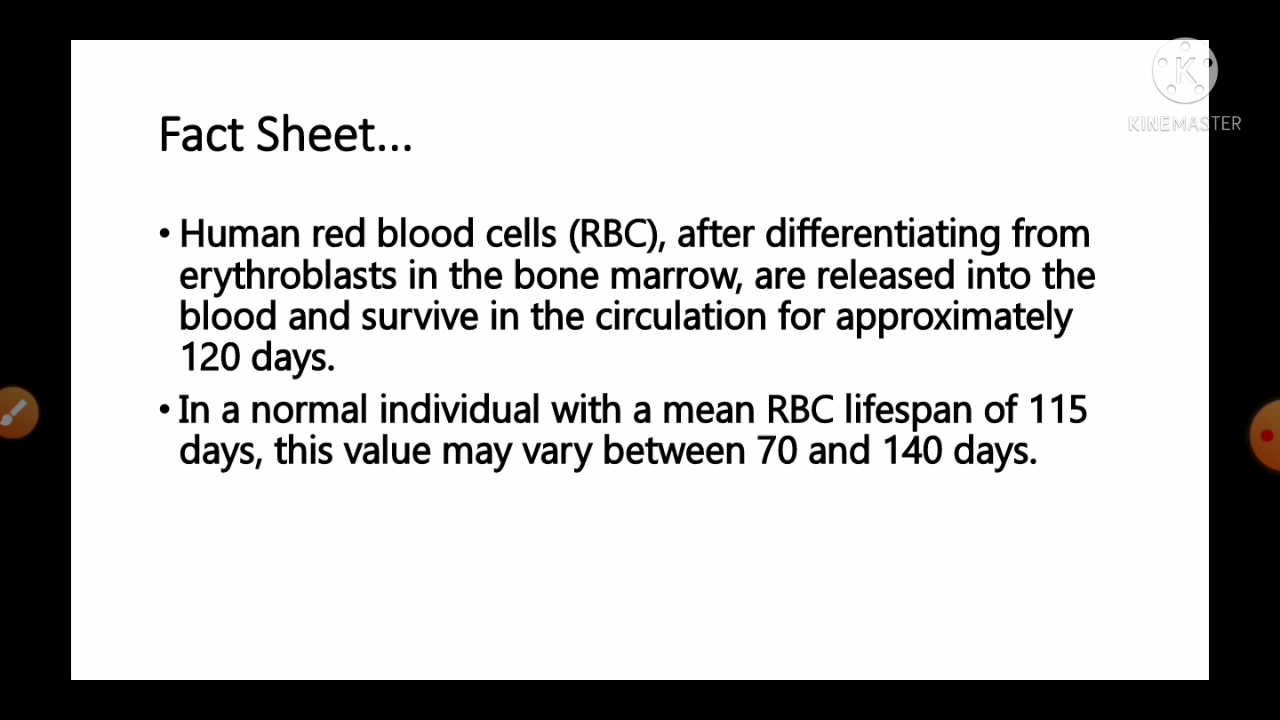 Fact Sheet...
• Human red blood cells (RBC), after differentiating from
erythroblasts in the bone marrow, are released into the
blood and survive in the circulation for approximately
120 days.
• In a normal individual with a mean RBC lifespan of 115
days, this value may vary between 70 and 140 days.
K
KINEMASTER